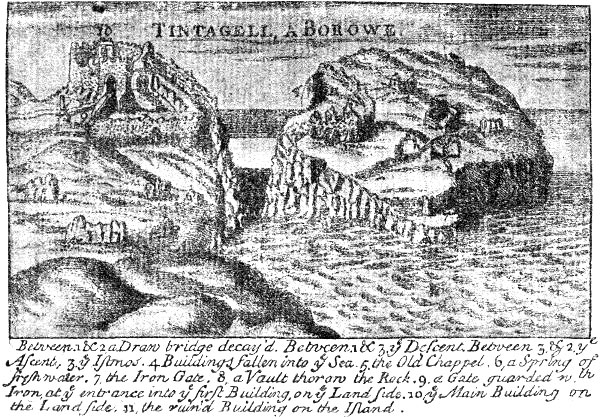 TINTAGELL, A BOROWE.
Between 1 & 2 a Draw bridge decay'd. Between 1 & 3 ẙ Descent. Between 3 & 2 yᵉ
Ascent, 3 ẙ Istmos. 4 Buildings fallen into ẙ Sea. 5, the Old Chappel. 6, a Spring of
fresh water. 7, the Iron Gate. 8, a Vault thorow the Rock. 9. a Gate guarded wᵗʰ
Iron, at ẙ entrance into ẙ first Building, on ẙ Land side. 10, ẙ Main Building on
the Land side. 11, the ruin'd Building on the Island.